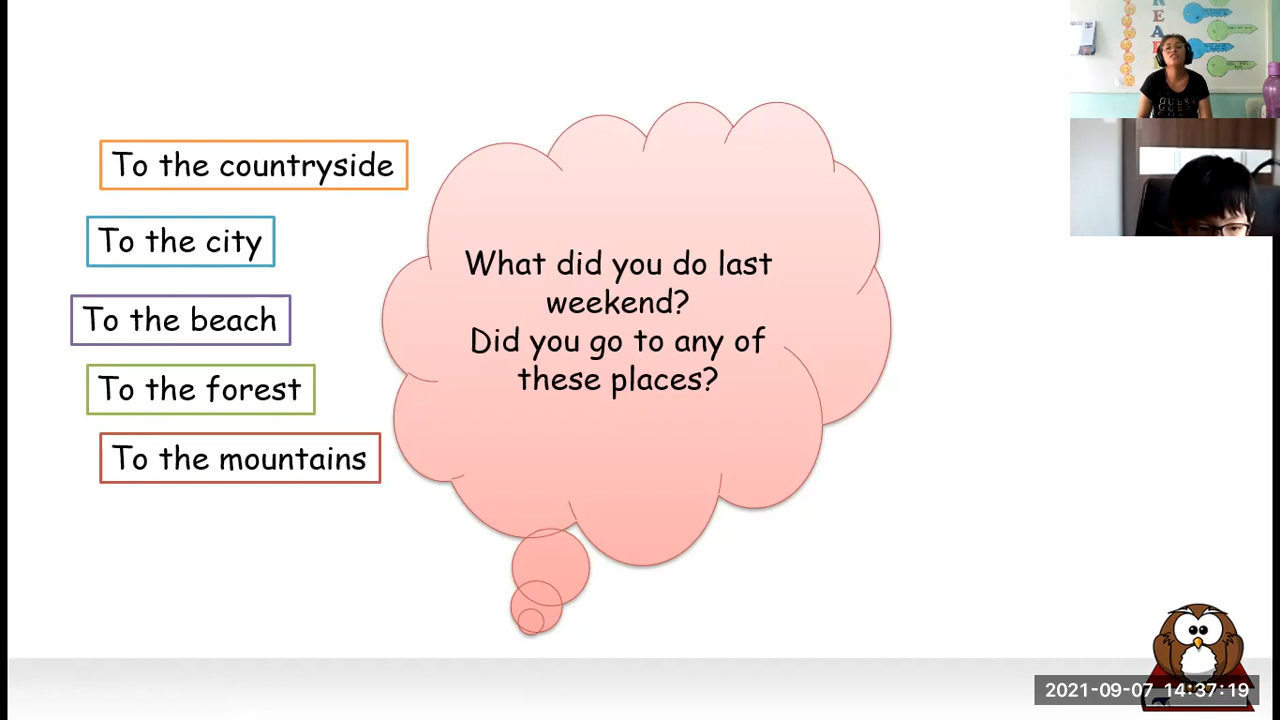 To the countryside
To the city
To the beach
To the forest
To the mountains
What did you do last
weekend?
Did you go to any of
these places?
R
E
A
GUESS
2021-09-07 14:37:19